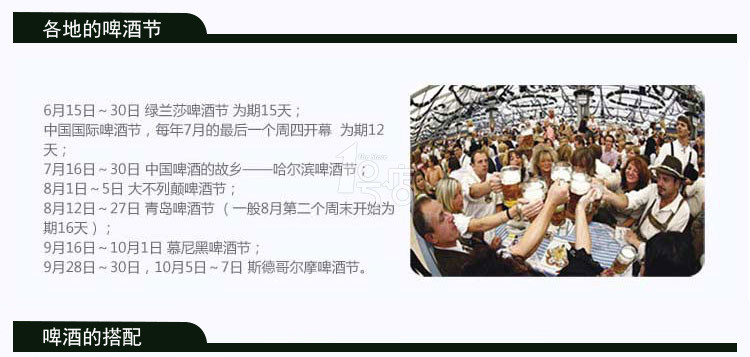 各地的啤酒节
6月15日～30日 绿兰莎啤酒节 为期15天；
中国国际啤酒节，每年7月的最后一个周四开幕 为期12
天；
7月16日～30日 中国啤酒的故乡——哈尔滨啤酒节；
8月1日～5日 大不列颠啤酒节；
8月12日～27日 青岛啤酒节 （一般8月第二个周末开始为
期16天）；
9月16日～10月1日 慕尼黑啤酒节；
9月28日～30日，10月5日～7日 斯德哥尔摩啤酒节。
啤酒的搭配